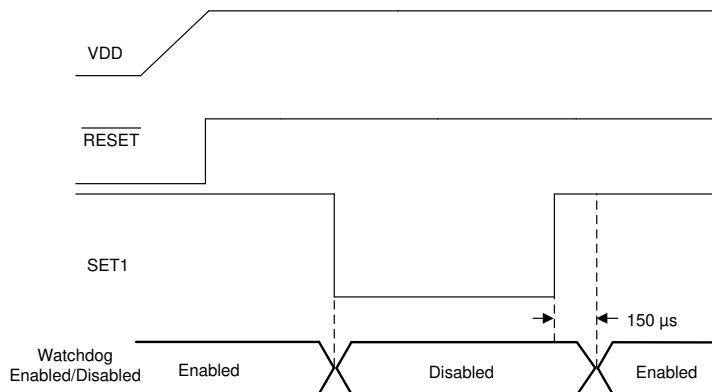 VDD
RESET
SET1
150 µs
Watchdog
Enabled/Disabled
Enabled
Disabled
Enabled